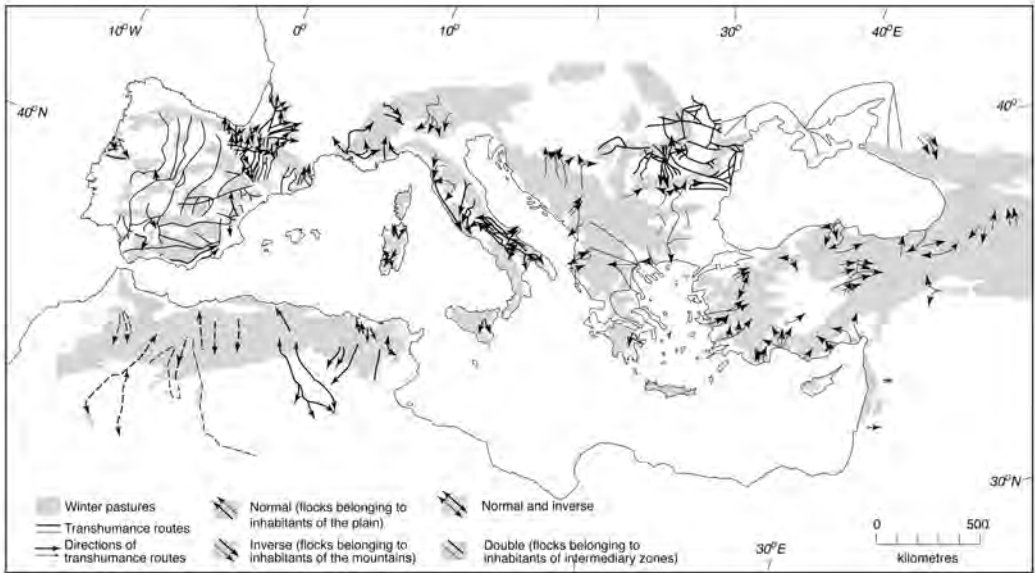 10°W
0°
10°
30°
40°E
40°N
40°
30°N
30°E
Winter pastures
Transhumance routes
Directions of
transhumance routes
Normal (flocks belonging to
inhabitants of the plain)
Inverse (flocks belonging to
inhabitants of the mountains)
Normal and inverse
Double (flocks belonging to
inhabitants of intermediary zones)
0 500
kilometres